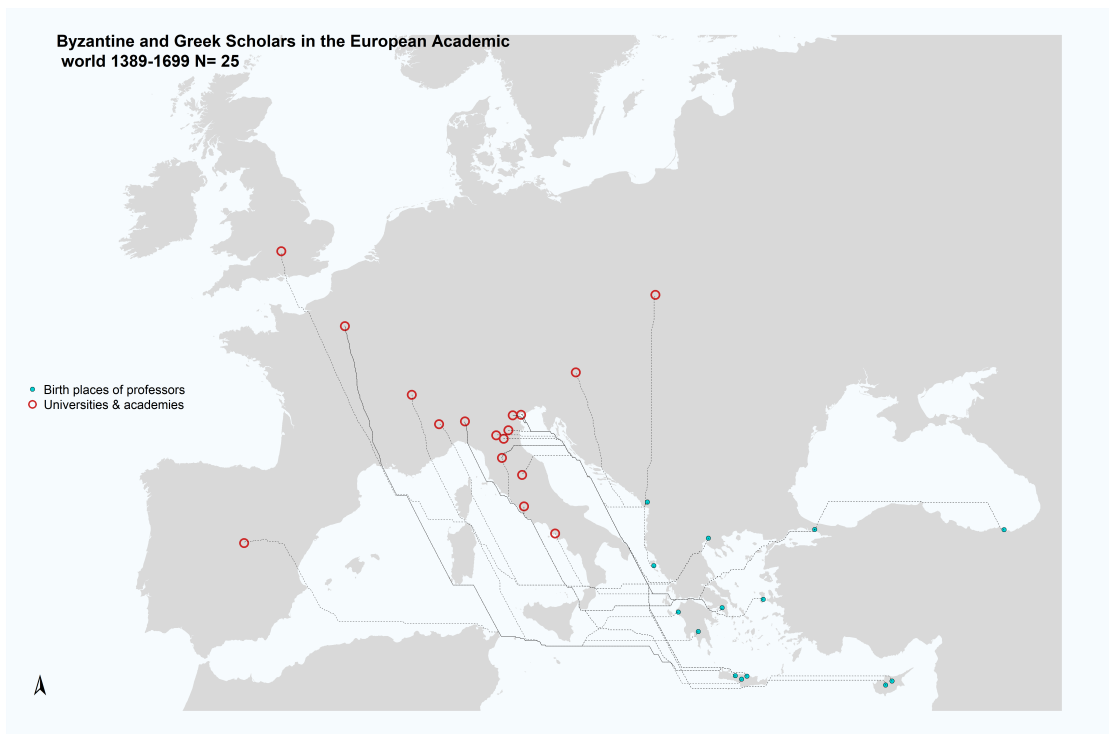 Byzantine and Greek Scholars in the European Academic
world 1389-1699 N= 25
Birth places of professors
Universities & academies